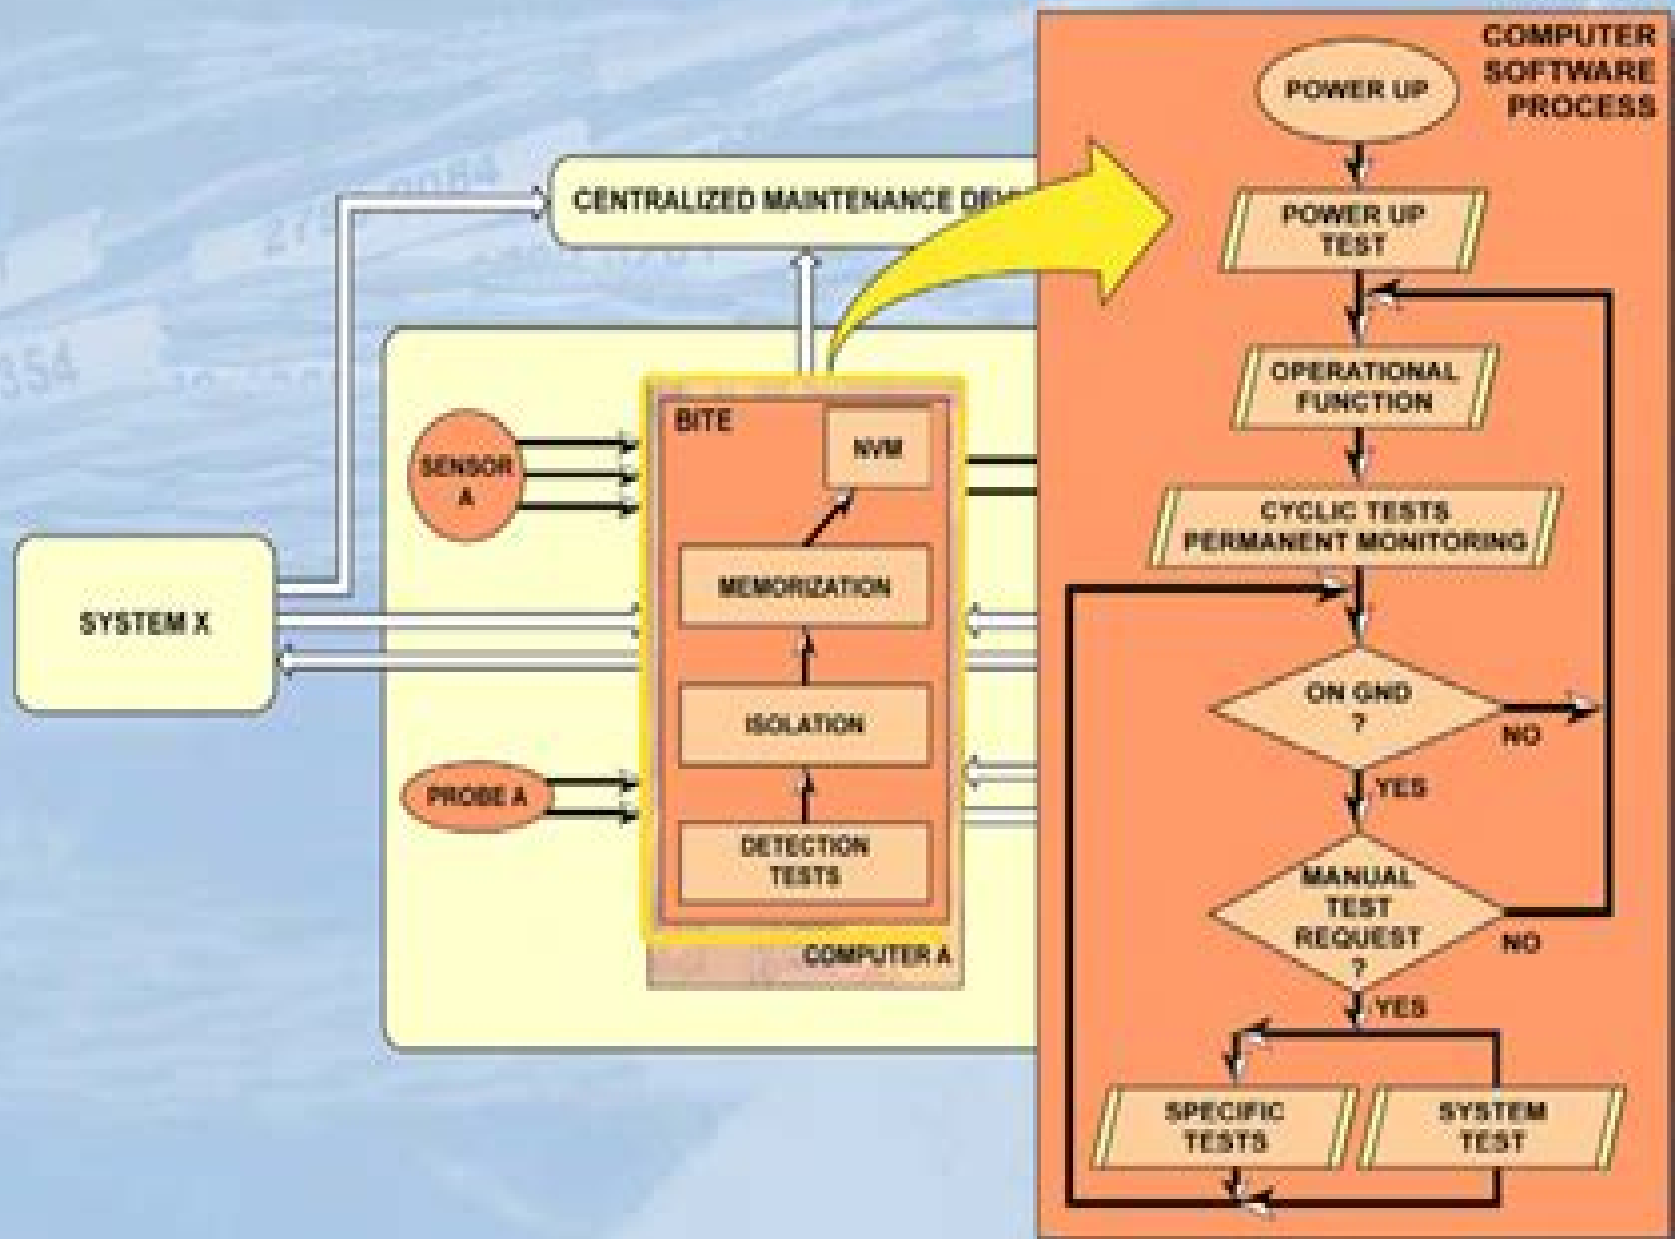 CENTRALIZED MAINTENANCE
SYSTEM X
SENSOR
A
PROBE A
BITE
NVM
MEMORIZATION
ISOLATION
DETECTION
TESTS
COMPUTER A
COMPUTER
SOFTWARE
PROCESS
POWER UP
POWER UP
TEST
OPERATIONAL
FUNCTION
CYCLIC TESTS
PERMANENT MONITORING
ON GND
?
NO
YES
MANUAL
TEST
REQUEST
?
NO
YES
SPECIFIC
TESTS
SYSTEM
TEST
354